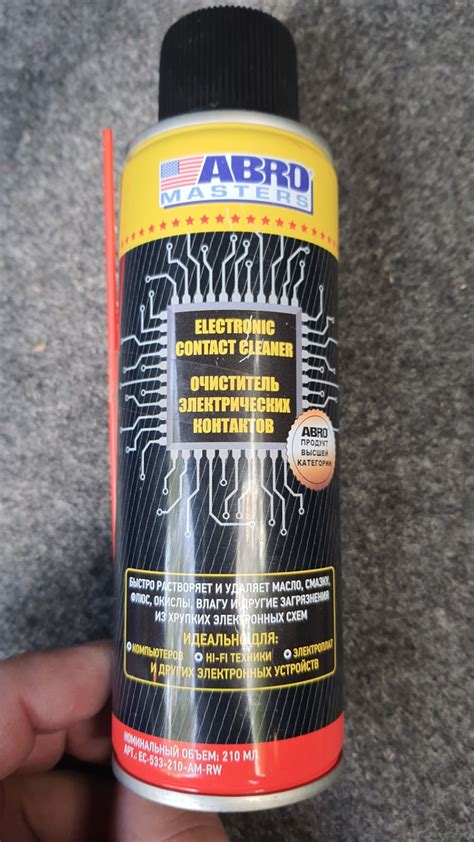 ABRO
MASTERS
ELECTRONIC
CONTACT CLEANER
ОЧИСТИТЕЛЬ
ЭЛЕКТРИЧЕСКИХ
КОНТАКТОВ
ABRO
ПРОДУКТ
ВЫСШЕЙ
КАТЕГОРИИ
БЫСТРО РАСТВОРЯЕТ И УДАЛЯЕТ МАСЛО, СМАЗКУ,
ФЛЮС, ОКИСЛЫ, ВЛАГУ И ДРУГИЕ ЗАГРЯЗНЕНИЯ
ИЗ ХРУПКИХ ЭЛЕКТРОННЫХ СХЕМ
ИДЕАЛЬНО ДЛЯ:
КОМПЬЮТЕРОВ HI-FI ТЕХНИКИ ЭЛЕКТРОПЛАТ
И ДРУГИХ ЭЛЕКТРОННЫХ УСТРОЙСТВ
НОМИНАЛЬНЫЙ ОБЪЕМ: 210 МЛ
АРТ.: EC-533-210-AM-RW